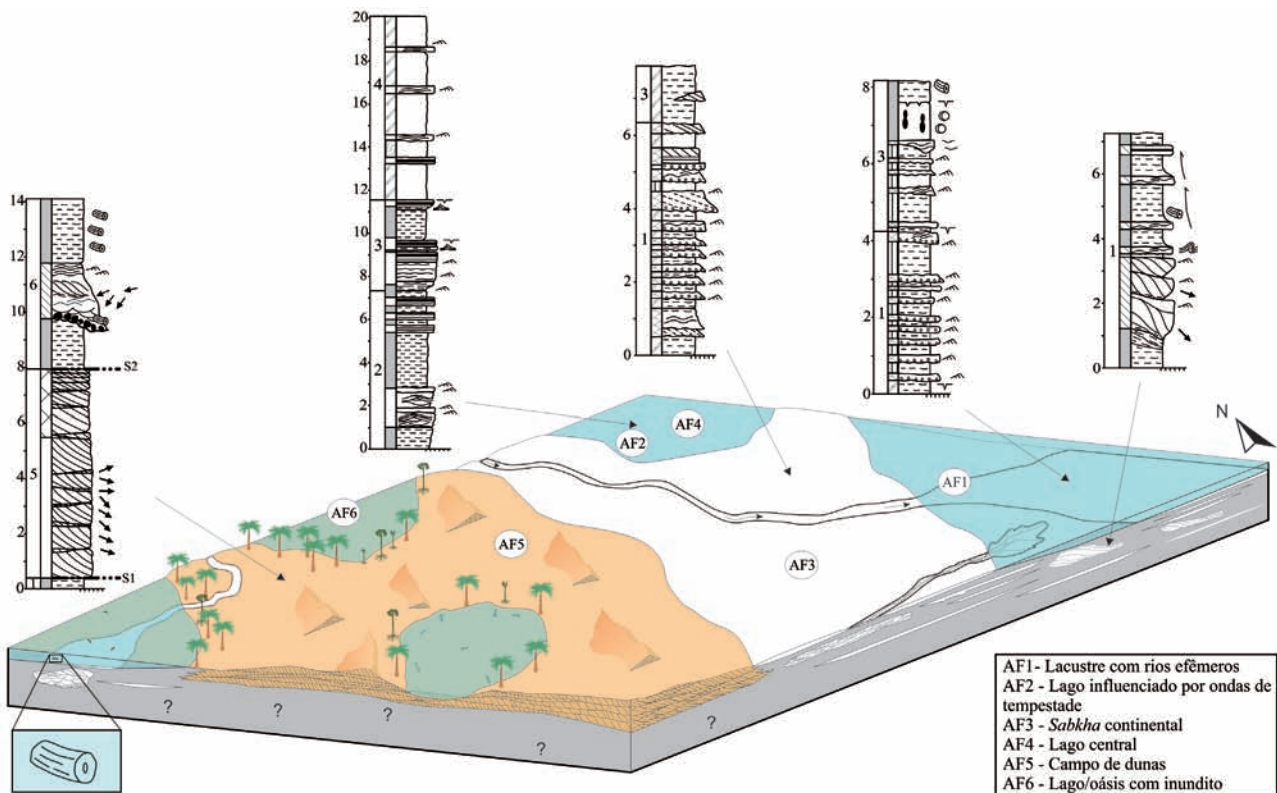 20
18
16
4
14
12
10
8
3
6
4
2
2
0
3
6
4
1
2
0
8
3
6
4
1
2
0
6
4
1
2
0
14
12
6
10
8
S2
6
5
4
2
0
S1
N
AF4
AF2
AF1
AF6
AF5
AF3
? ? ? ? ? ?
AF1- Lacustre com rios efêmeros
AF2 - Lago influenciado por ondas de
tempestade
AF3 - Sabkha continental
AF4 - Lago central
AF5 - Campo de dunas
AF6 - Lago/oásis com inundito